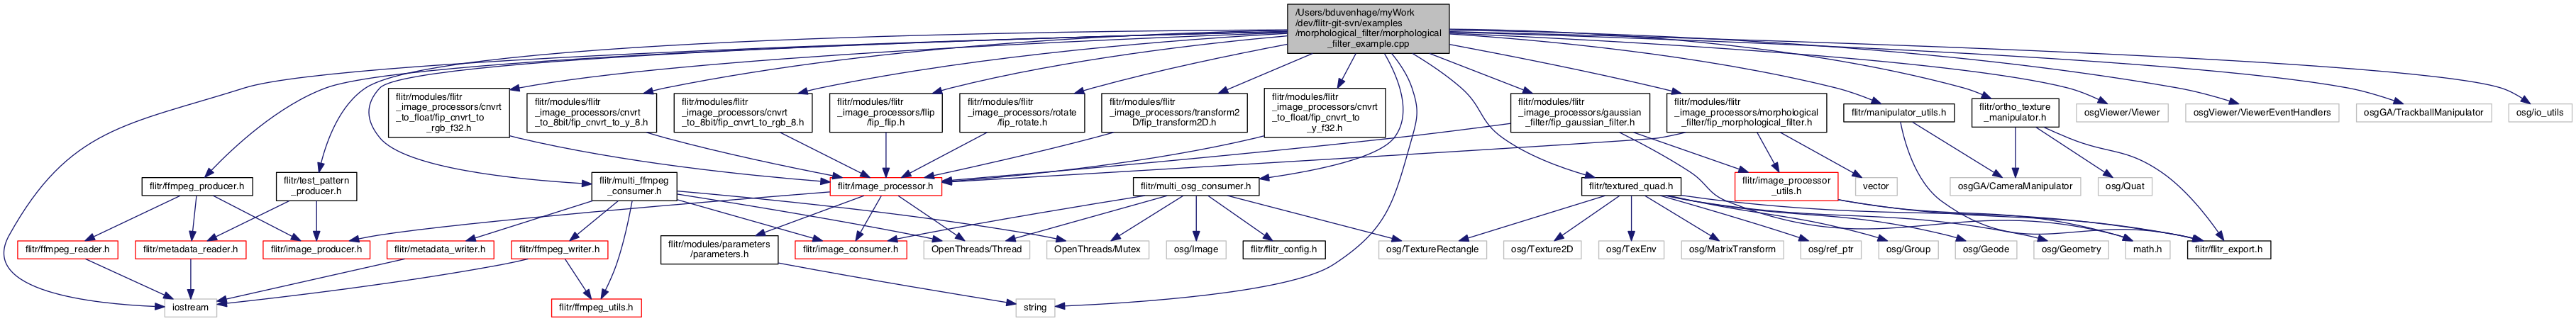 /Users/bduvenhage/myWork
/dev/flitr-git-svn/examples
/morphological_filter/morphological
_filter_example.cpp
flitr/modules/flitr
_image_processors/cnvrt
_to_float/fip_cnvrt_to
_rgb_f32.h
flitr/modules/flitr
_image_processors/cnvrt
_to_8bit/fip_cnvrt_to_y_8.h
flitr/modules/flitr
_image_processors/cnvrt
_to_8bit/fip_cnvrt_to_rgb_8.h
flitr/modules/flitr
_image_processors/flip
/fip_flip.h
flitr/modules/flitr
_image_processors/rotate
/fip_rotate.h
flitr/modules/flitr
_image_processors/transform2
D/fip_transform2D.h
flitr/modules/flitr
_image_processors/cnvrt
_to_float/fip_cnvrt_to
_y_f32.h
flitr/modules/flitr
_image_processors/gaussian
_filter/fip_gaussian_filter.h
flitr/modules/flitr
_image_processors/morphological
_filter/fip_morphological_filter.h
flitr/manipulator_utils.h
flitr/ortho_texture
_manipulator.h
osgViewer/Viewer
osgViewer/ViewerEventHandlers
osgGA/TrackballManipulator
osg/io_utils
flitr/ffmpeg_producer.h
flitr/test_pattern
_producer.h
flitr/multi_ffmpeg
_consumer.h
flitr/image_processor.h
flitr/multi_osg_consumer.h
flitr/textured_quad.h
flitr/image_processor
_utils.h
vector
osgGA/CameraManipulator
osg/Quat
flitr/ffmpeg_reader.h
flitr/metadata_reader.h
flitr/image_producer.h
flitr/metadata_writer.h
flitr/ffmpeg_writer.h
flitr/modules/parameters
/parameters.h
flitr/image_consumer.h
OpenThreads/Thread
OpenThreads/Mutex
osg/Image
flitr/flitr_config.h
osg/TextureRectangle
osg/Texture2D
osg/TexEnv
osg/MatrixTransform
osg/ref_ptr
osg/Group
osg/Geode
osg/Geometry
math.h
flitr/flitr_export.h
iostream
flitr/ffmpeg_utils.h
string